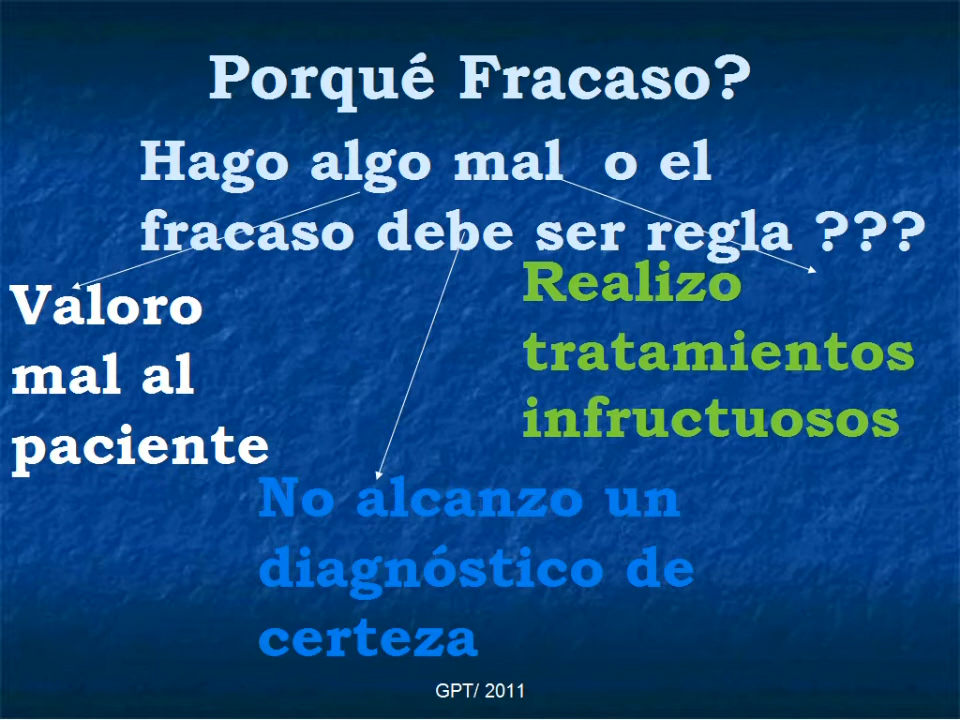 Porqué Fracaso?
Hago algo mal o el
fracaso debe ser regla ???
Valoro
mal al
paciente
Realizo
tratamientos
infructuosos
No alcanzo un
diagnóstico de
certeza
GPT/ 2011